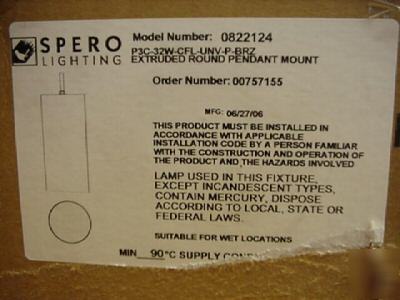 SPERO
LIGHTING
Model Number: 0822124
P3C-32W-CFL-UNV-P-BRZ
EXTRUDED ROUND PENDANT MOUNT
Order Number: 00757155
MFG: 06/27/06
THIS PRODUCT MUST BE INSTALLED IN
ACCORDANCE WITH APPLICABLE
INSTALLATION CODE BY A PERSON FAMILIAR
WITH THE CONSTRUCTION AND OPERATION OF
THE PRODUCT AND THE HAZARDS INVOLVED
LAMP USED IN THIS FIXTURE,
EXCEPT INCANDESCENT TYPES,
CONTAIN MERCURY, DISPOSE
ACCORDING TO LOCAL, STATE OR
FEDERAL LAWS.
SUITABLE FOR WET LOCATIONS
MIN 90°C SUPPLY